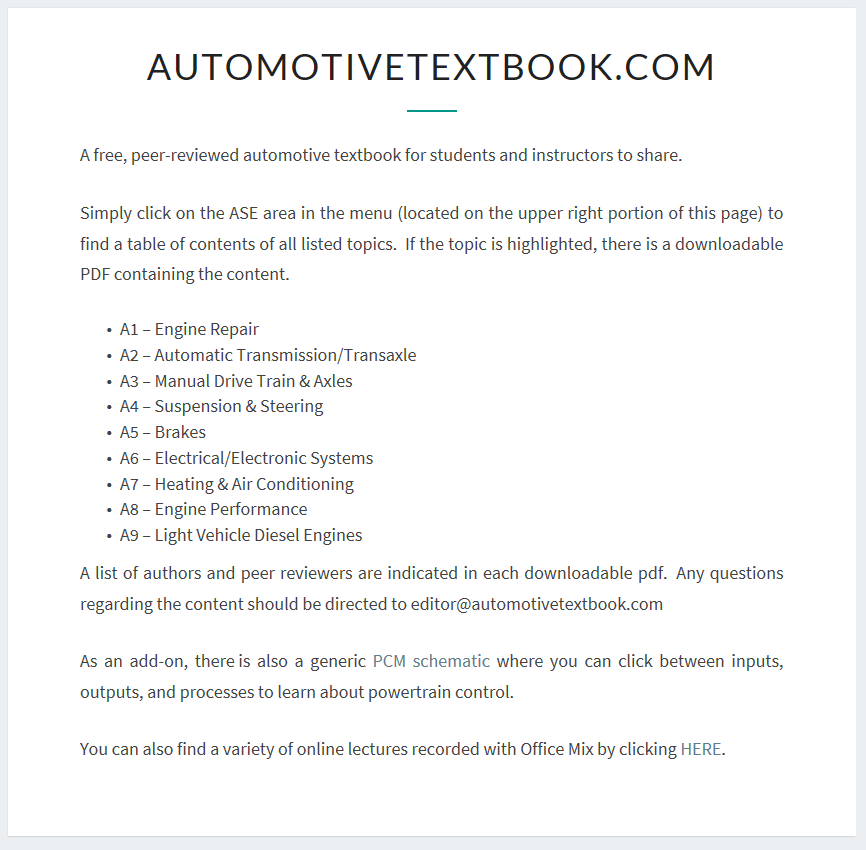 AUTOMOTIVETEXTBOOK.COM
A free, peer-reviewed automotive textbook for students and instructors to share.
Simply click on the ASE area in the menu (located on the upper right portion of this page) to
find a table of contents of all listed topics.  If the topic is highlighted, there is a downloadable
PDF containing the content.
• A1 – Engine Repair
• A2 – Automatic Transmission/Transaxle
• A3 – Manual Drive Train & Axles
• A4 – Suspension & Steering
• A5 – Brakes
• A6 – Electrical/Electronic Systems
• A7 – Heating & Air Conditioning
• A8 – Engine Performance
• A9 – Light Vehicle Diesel Engines
A list of authors and peer reviewers are indicated in each downloadable pdf.  Any questions
regarding the content should be directed to editor@automotivetextbook.com
As an add-on, there is also a generic PCM schematic where you can click between inputs,
outputs, and processes to learn about powertrain control.
You can also find a variety of online lectures recorded with Office Mix by clicking HERE.